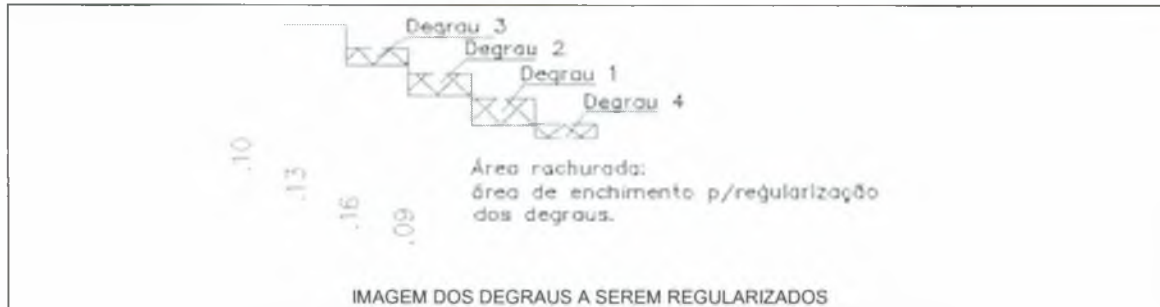 Degrau 3
Degrau 2
Degrau 1
Degrau 4
.10
.13
.16
.09
Área rachurada:
área de enchimento p/regularização
dos degraus.
IMAGEM DOS DEGRAUS A SEREM REGULARIZADOS